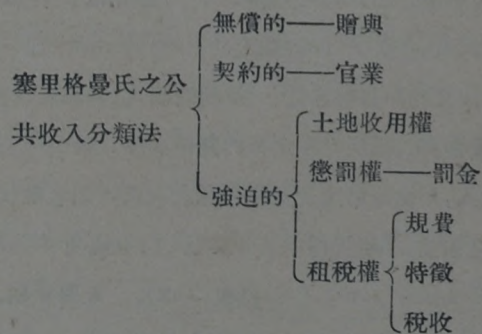 塞里格曼氏之公
共收入分類法
無償的——贈與
契約的——官業
強迫的
土地收用權
懲罰權——罰金
租稅權
規費
特徵
稅收